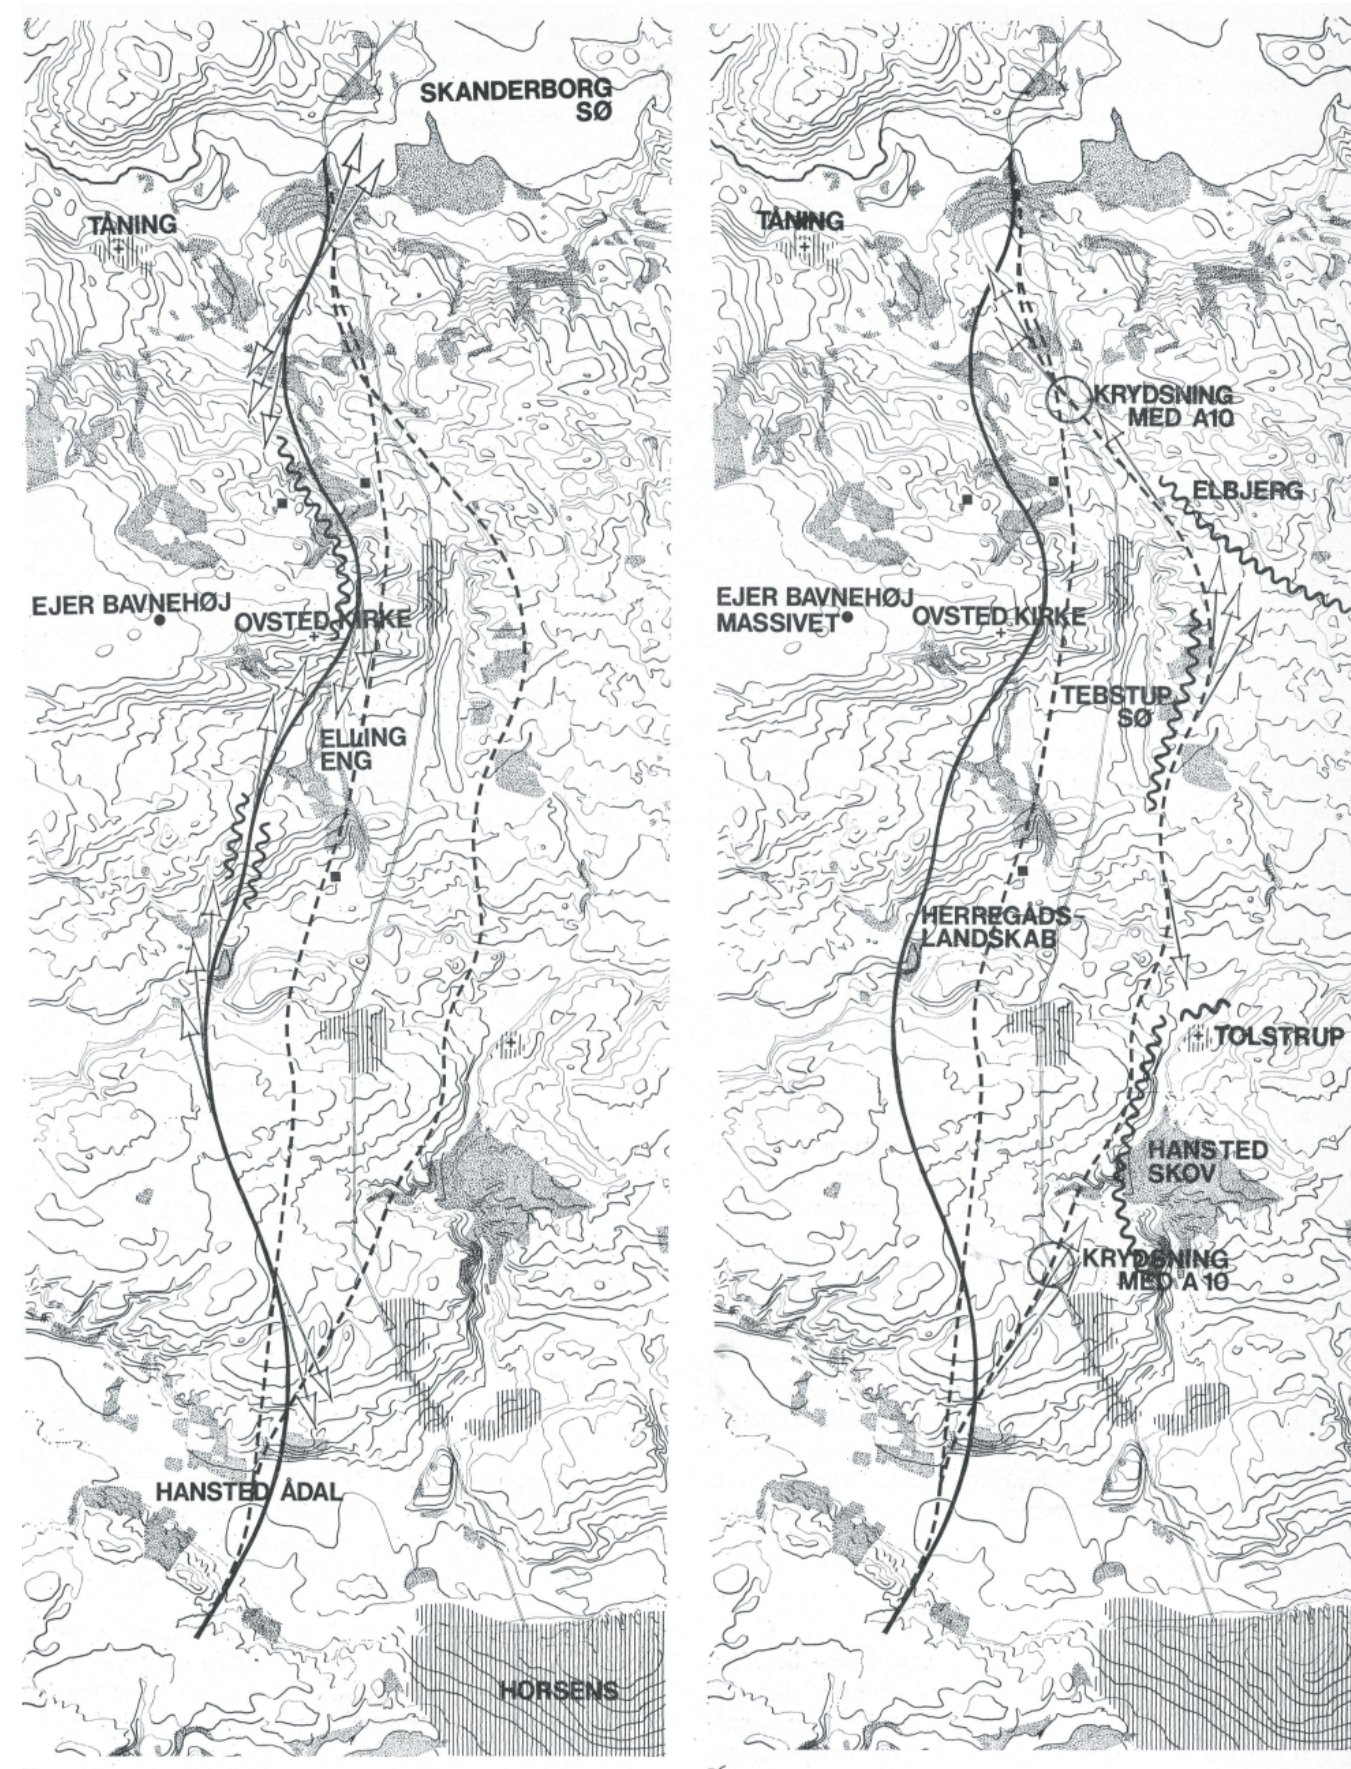 SKANDERBORG
SØ
TÅNING
EJER BAVNEHØJ
OVSTED KIRKE
ELLING
ENG
HANSTED ÅDAL
HORSENS
TÅNING
KRYDSNING
MED A10
ELBJERG
EJER BAVNEHØJ
MASSIVET
OVSTED KIRKE
TEBSTUP
SØ
HERREGÅDS-
LANDSKAB
TOLSTRUP
HANSTED
SKOV
KRYDSNING
MED A 10